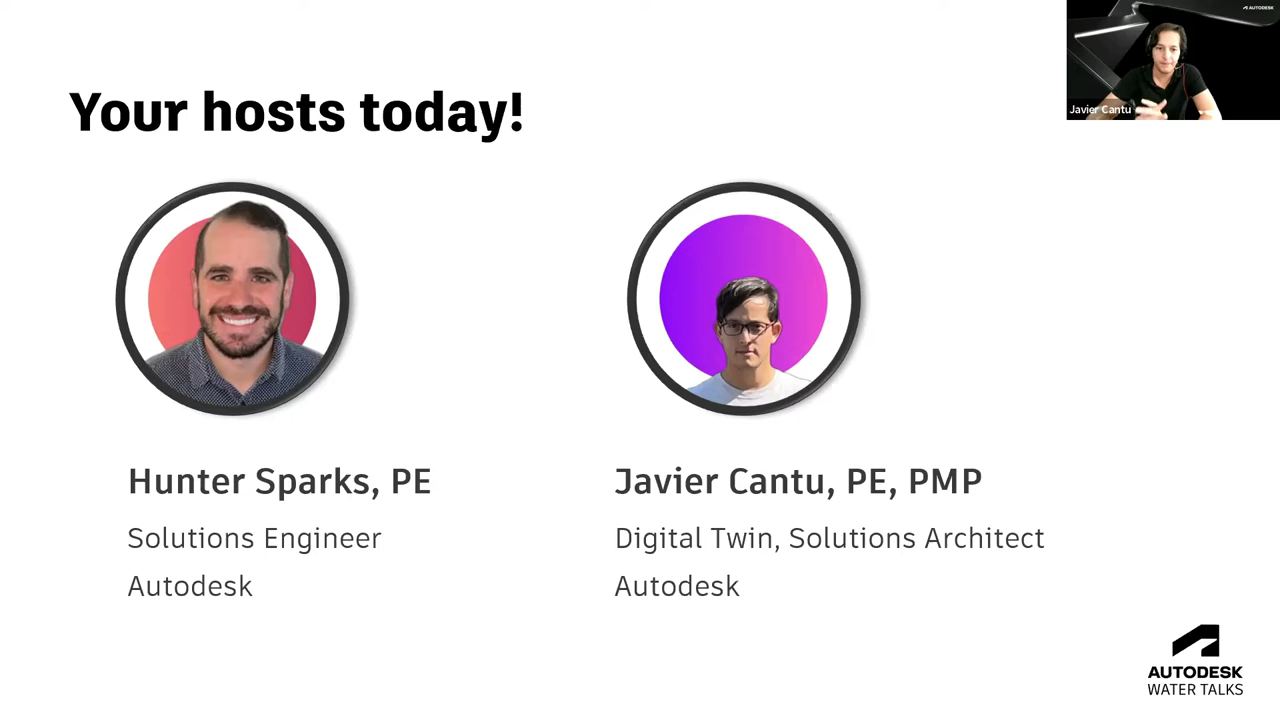 Your hosts today!
AUTODESK
Javier Cantu
Hunter Sparks, PE
Solutions Engineer
Autodesk
Javier Cantu, PE, PMP
Digital Twin, Solutions Architect
Autodesk
AUTODESK
WATER TALKS